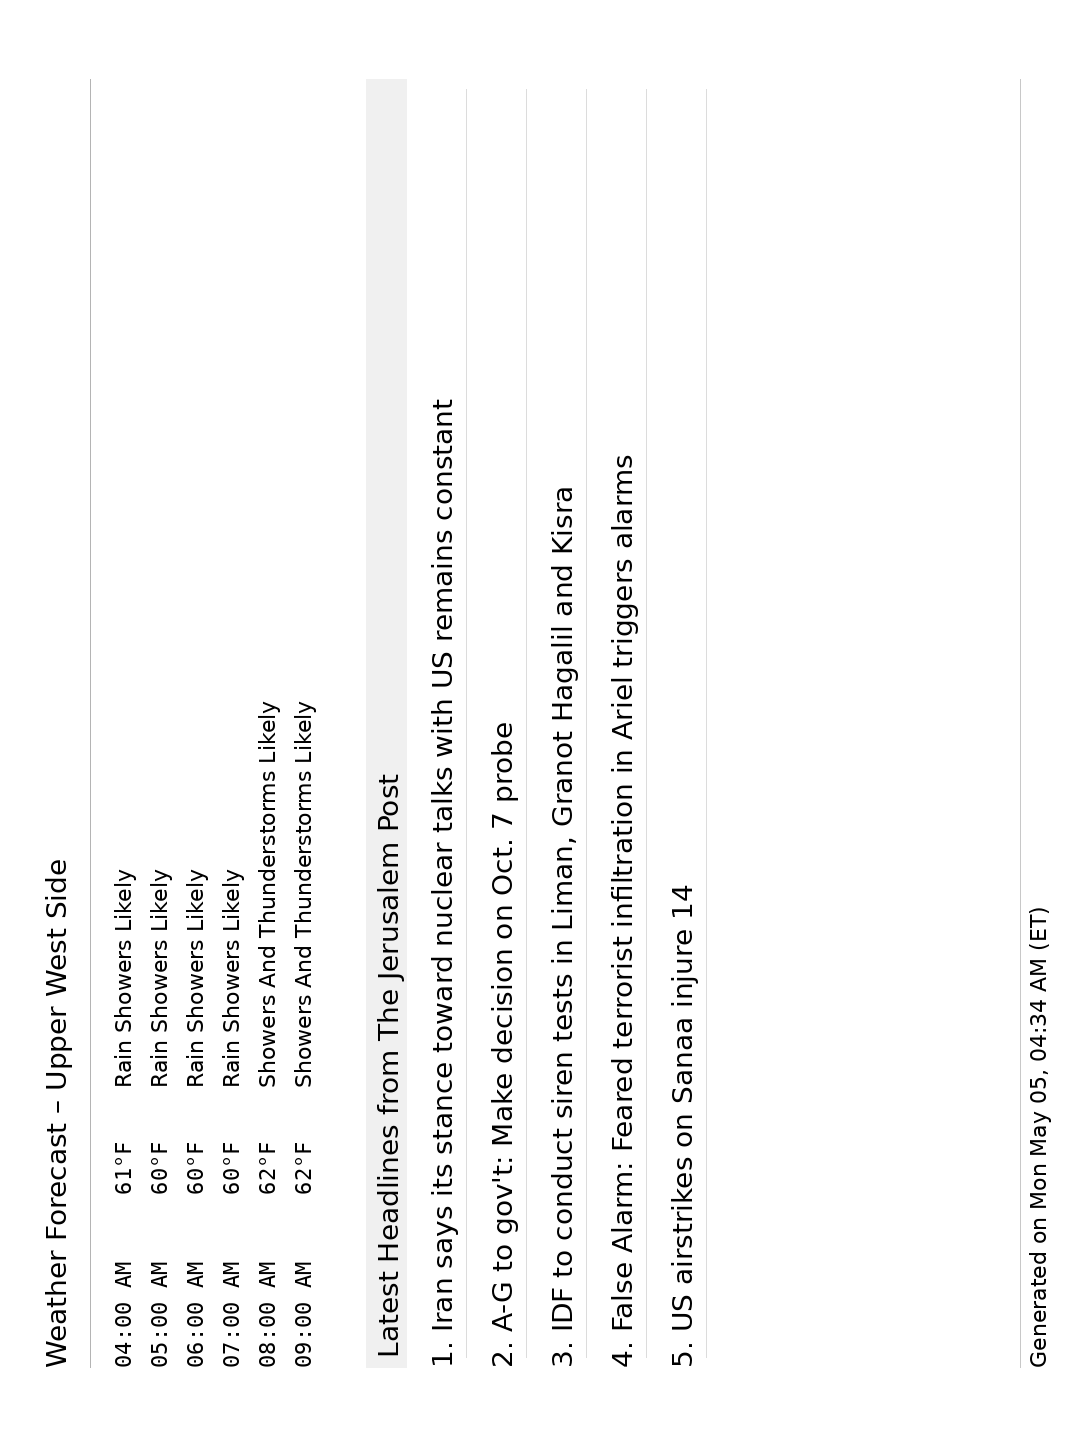 Weather Forecast – Upper West Side
04:00 AM 61°F Rain Showers Likely
05:00 AM 60°F Rain Showers Likely
06:00 AM 60°F Rain Showers Likely
07:00 AM 60°F Rain Showers Likely
08:00 AM 62°F Showers And Thunderstorms Likely
09:00 AM 62°F Showers And Thunderstorms Likely
Latest Headlines from The Jerusalem Post
1. Iran says its stance toward nuclear talks with US remains constant
2. A-G to gov't: Make decision on Oct. 7 probe
3. IDF to conduct siren tests in Liman, Granot Hagalil and Kisra
4. False Alarm: Feared terrorist infiltration in Ariel triggers alarms
5. US airstrikes on Sanaa injure 14
Generated on Mon May 05, 04:34 AM (ET)